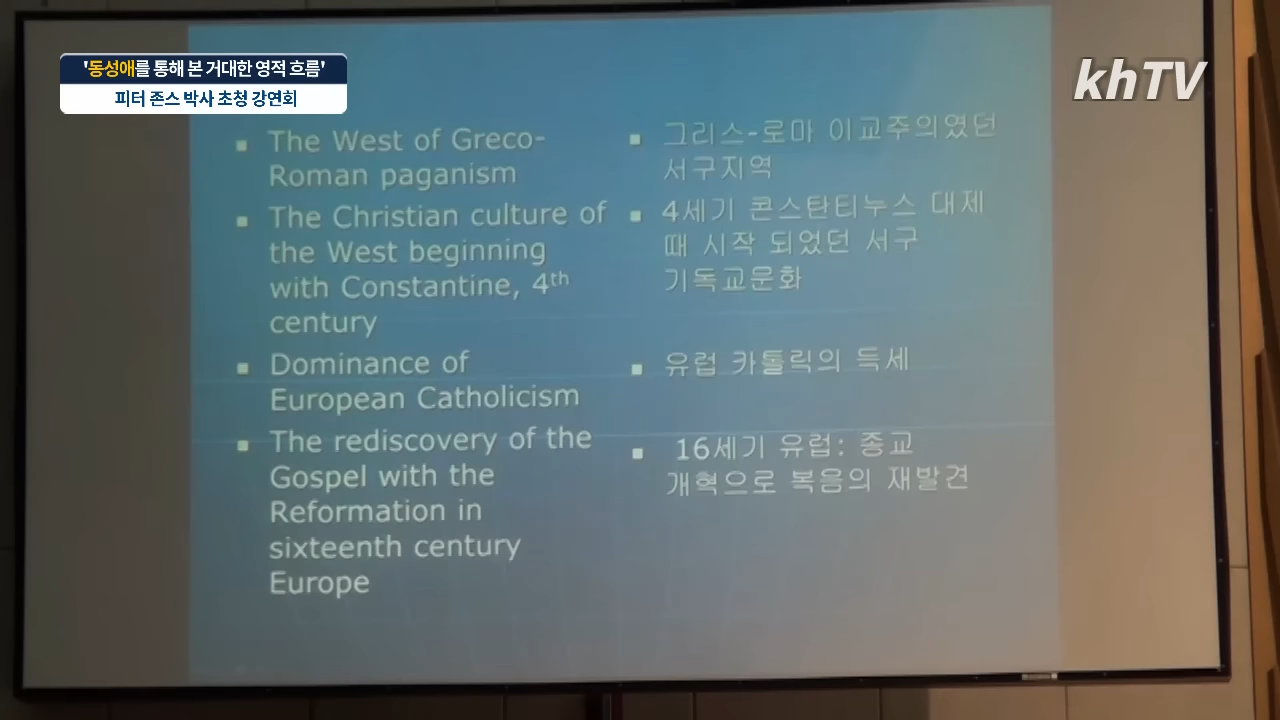 '동성애를 통해 본 거대한 영적 흐름'
피터 존스 박사 초청 강연회
khTV
The West of Greco-
Roman paganism
The Christian culture of
the West beginning
with Constantine, 4th
century
Dominance of
European Catholicism
The rediscovery of the
Gospel with the
Reformation in
sixteenth century
Europe
그리스-로마 이교주의였던
서구지역
4세기 콘스탄티누스 대제
때 시작 되었던 서구
기독교문화
유럽 카톨릭의 득세
16세기 유럽: 종교
개혁으로 복음의 재발견